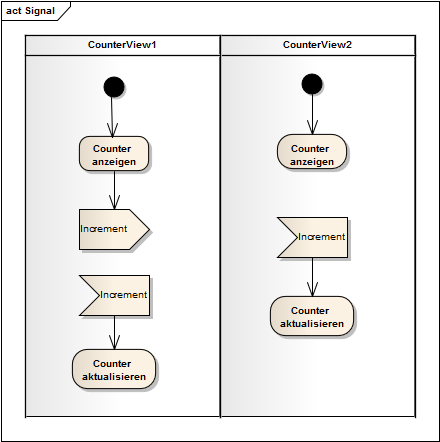 act Signal
CounterView1
CounterView2
Counter
anzeigen
Counter
anzeigen
Increment
Increment
Increment
Counter
aktualisieren
Counter
aktualisieren